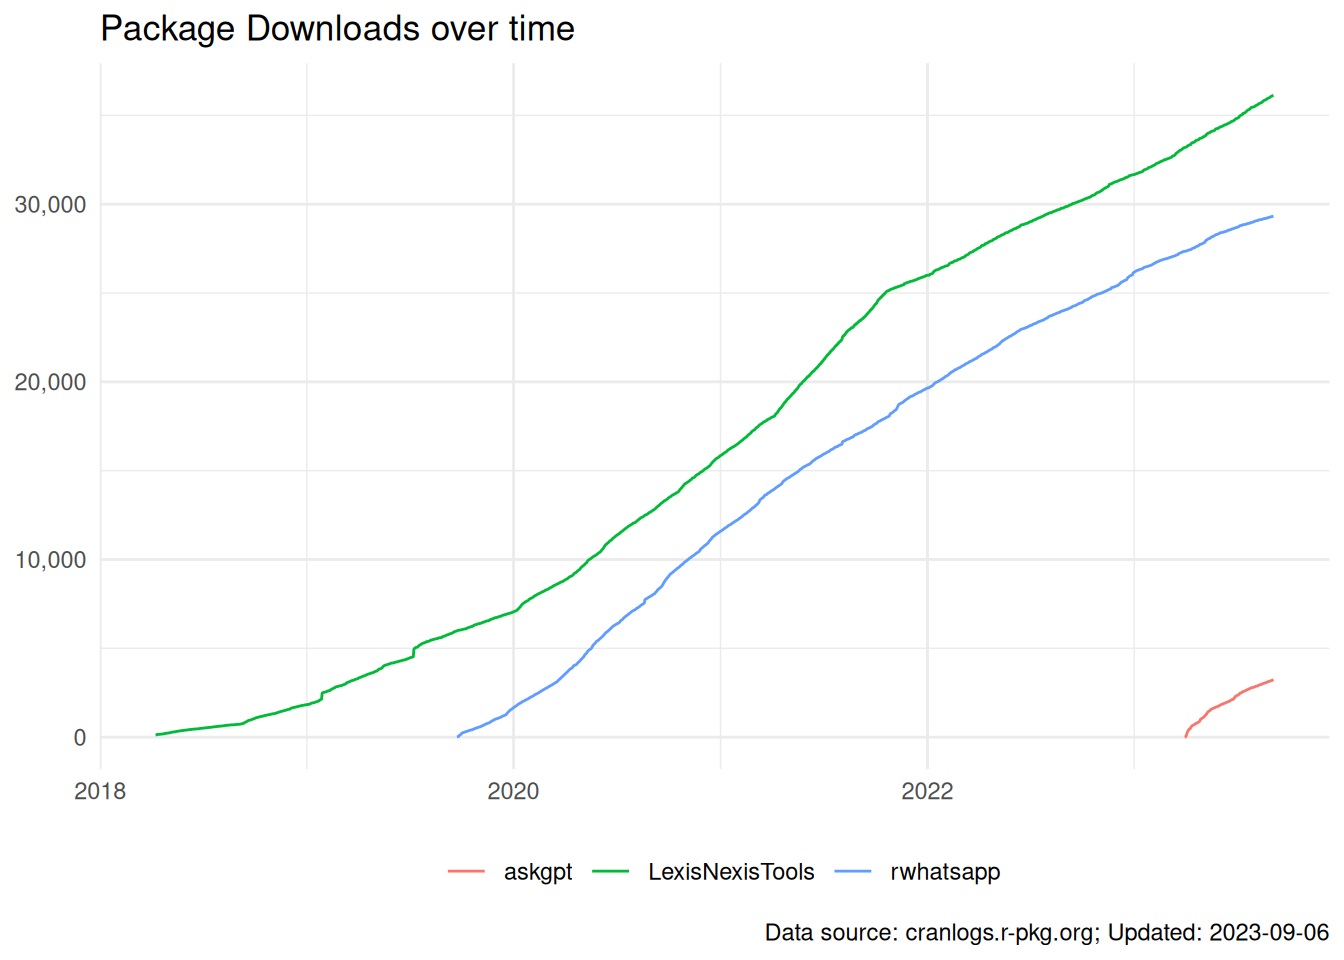 Package Downloads over time
30,000
20,000
10,000
0
2018 2020 2022
askgpt LexisNexisTools rwhatsapp
Data source: cranlogs.r-pkg.org; Updated: 2023-09-06